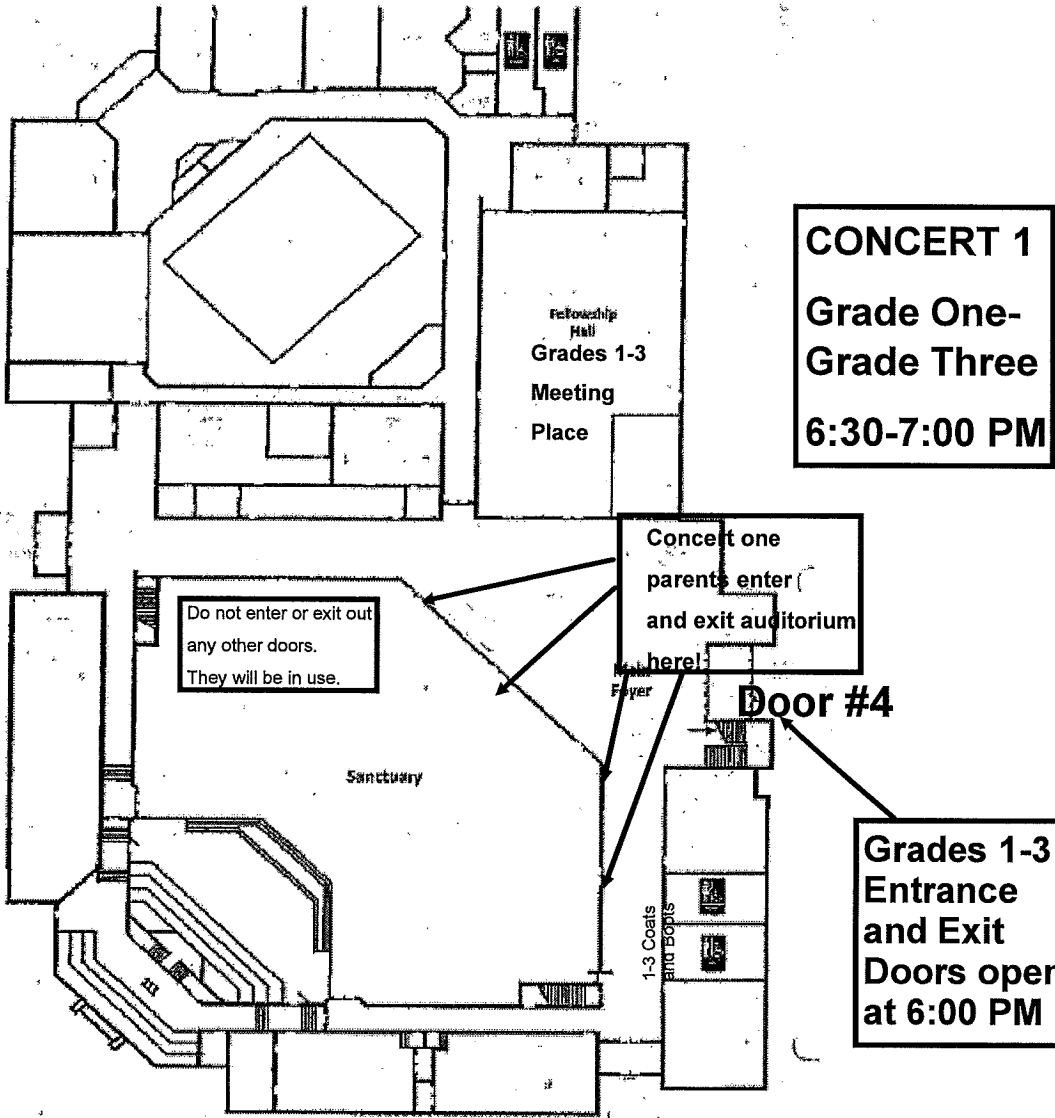 CONCERT 1
Grade One-
Grade Three
6:30-7:00 PM
Fellowship
Hall
Grades 1-3
Meeting
Place
Concert one
parents enter
and exit auditorium
here!
Main
Foyer
Do not enter or exit out
any other doors.
They will be in use.
Door #4
Sanctuary
Grades 1-3
Entrance
and Exit
Doors open
at 6:00 PM
1-3 Coats
and Boots